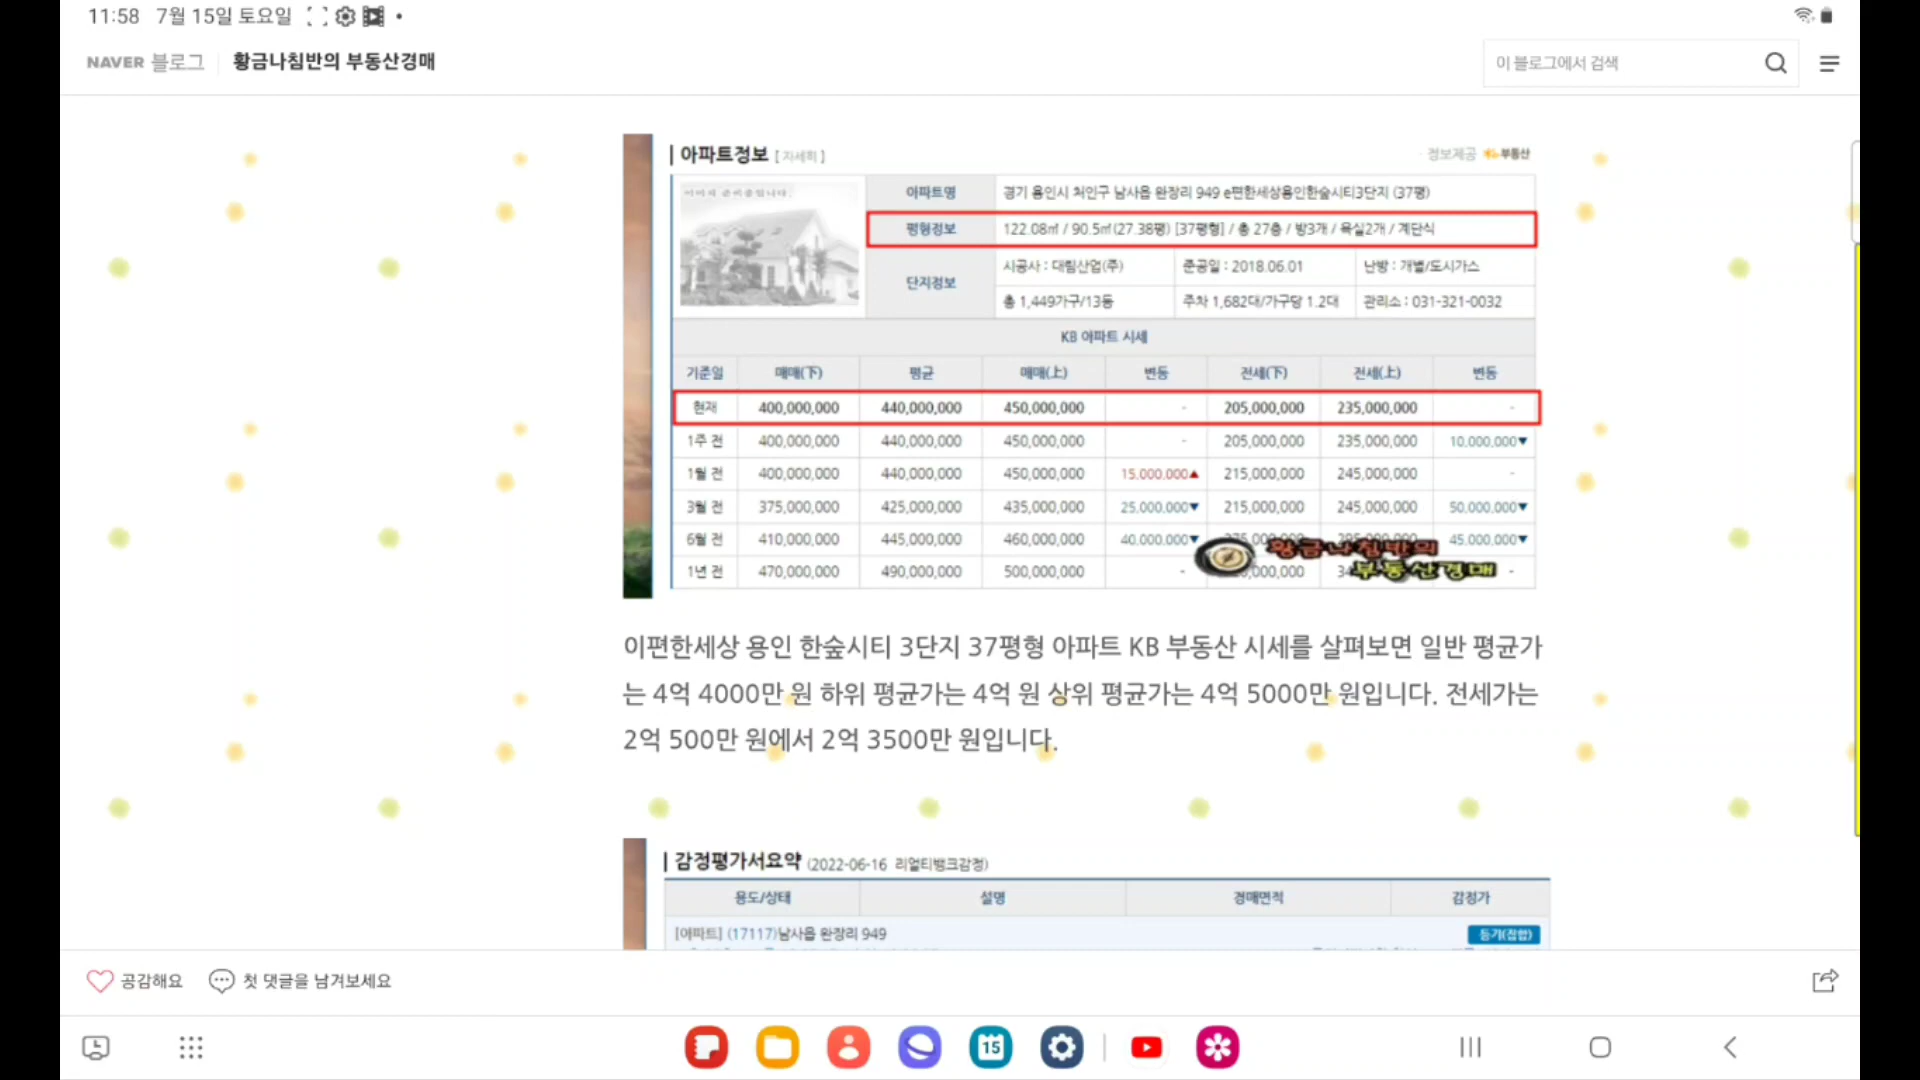 11:58 7월 15일 토요일
NAVER 블로그 황금나침반의 부동산경매
이 블로그에서 검색
아파트정보 [자세히]
정보제공 부동산
아파트명 경기 용인시 처인구 남사읍 완장리 949 e편한세상용인한숲시티3단지 (37평)
평형정보 122.08㎡ / 90.5㎡(27.38평) [37평형] / 총 27층 / 방3개 / 욕실2개 / 계단식
단지정보
시공사 : 대림산업(주) 준공일 : 2018.06.01 난방 : 개별/도시가스
총 1,449가구/13동 주차 1,682대/가구당 1.2대 관리소 : 031-321-0032
KB 아파트 시세
기준일 매매(下) 평균 매매(上) 변동 전세(下) 전세(上) 변동
현재 400,000,000 440,000,000 450,000,000 - 205,000,000 235,000,000 -
1주 전 400,000,000 440,000,000 450,000,000 - 205,000,000 235,000,000 10,000,000▼
1월 전 400,000,000 440,000,000 450,000,000 15,000,000▲ 215,000,000 245,000,000 -
3월 전 375,000,000 425,000,000 435,000,000 25,000,000▼ 215,000,000 245,000,000 50,000,000▼
6월 전 410,000,000 445,000,000 460,000,000 40,000,000▼ 45,000,000▼
1년 전 470,000,000 490,000,000 500,000,000 - -
황금나침반의
부동산경매
이편한세상 용인 한숲시티 3단지 37평형 아파트 KB 부동산 시세를 살펴보면 일반 평균가
는 4억 4000만 원 하위 평균가는 4억 원 상위 평균가는 4억 5000만 원입니다. 전세가는
2억 500만 원에서 2억 3500만 원입니다.
감정평가서요약 (2022-06-16 리얼티뱅크감정)
용도/상태 설명 경매면적 감정가
[아파트] (17117)남사읍 완장리 949 등기(집합)
공감해요 첫 댓글을 남겨보세요
15